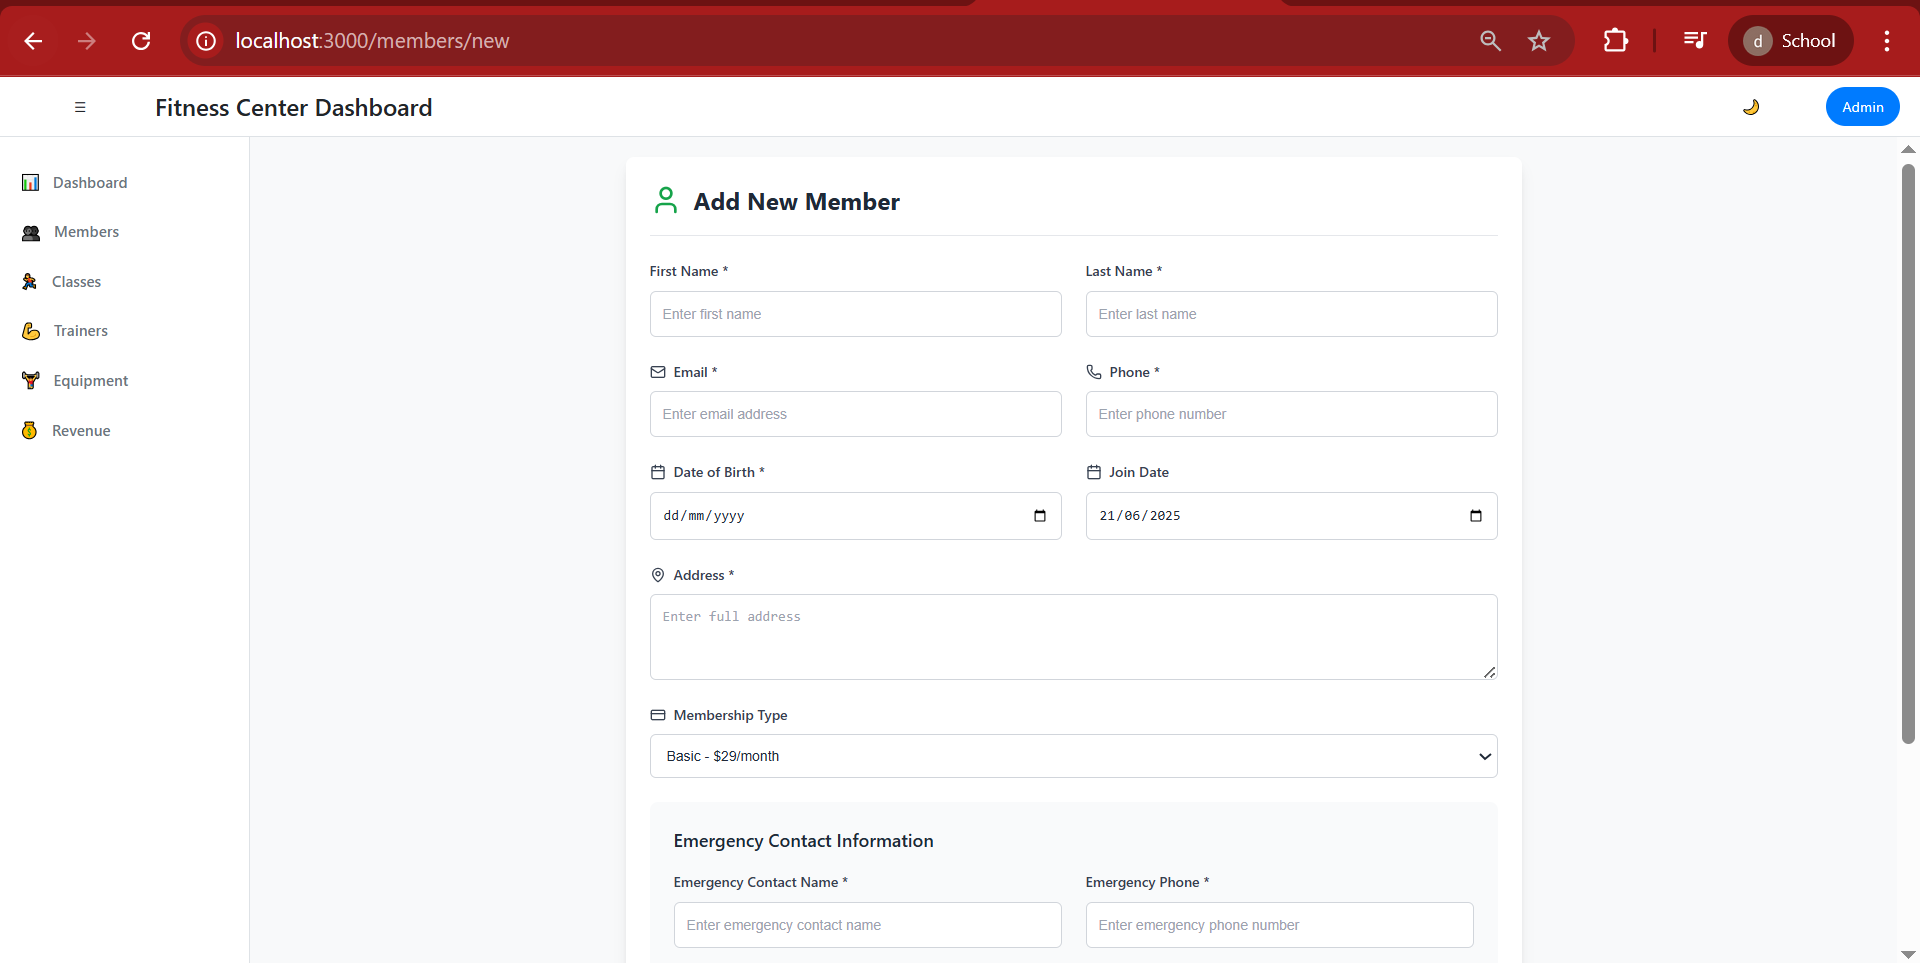 localhost:3000/members/new
d School
☰ Fitness Center Dashboard
Admin
Dashboard
Members
Classes
Trainers
Equipment
Revenue
Add New Member
First Name * Last Name *
Enter first name Enter last name
Email * Phone *
Enter email address Enter phone number
Date of Birth * Join Date
dd/mm/yyyy 21/06/2025
Address *
Enter full address
Membership Type
Basic - $29/month
Emergency Contact Information
Emergency Contact Name * Emergency Phone *
Enter emergency contact name Enter emergency phone number